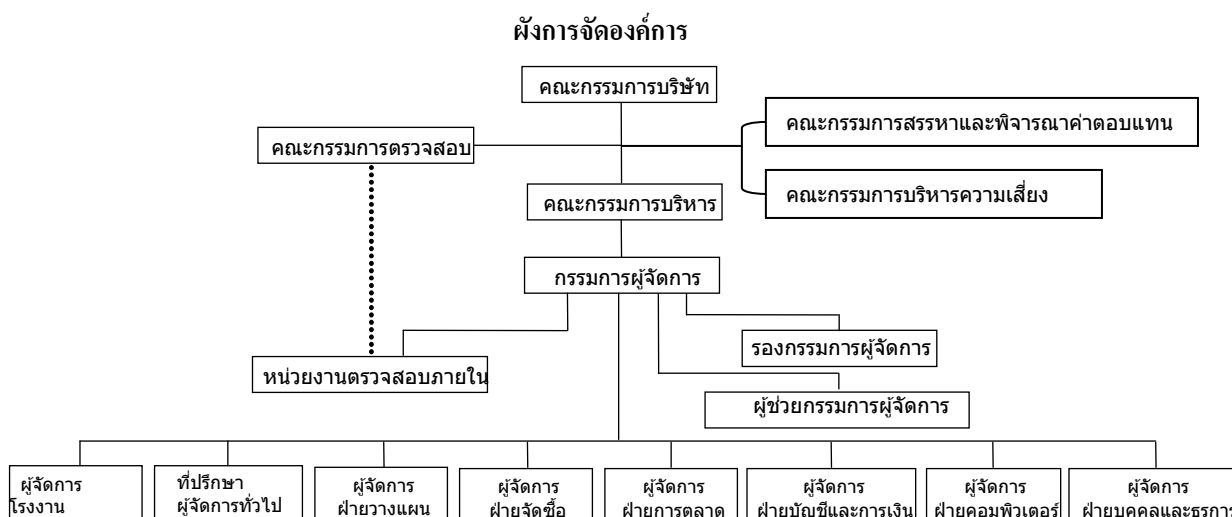 ผังการจัดองค์การ
คณะกรรมการบริษัท
คณะกรรมการสรรหาและพิจารณาค่าตอบแทน
คณะกรรมการตรวจสอบ
คณะกรรมการบริหารความเสี่ยง
คณะกรรมการบริหาร
กรรมการผู้จัดการ
รองกรรมการผู้จัดการ
หน่วยงานตรวจสอบภายใน
ผู้ช่วยกรรมการผู้จัดการ
ผู้จัดการ
โรงงาน
ที่ปรึกษา
ผู้จัดการทั่วไป
ผู้จัดการ
ฝ่ายวางแผน
ผู้จัดการ
ฝ่ายจัดซื้อ
ผู้จัดการ
ฝ่ายการตลาด
ผู้จัดการ
ฝ่ายบัญชีและการเงิน
ผู้จัดการ
ฝ่ายคอมพิวเตอร์
ผู้จัดการ
ฝ่ายบุคคลและธุรการ